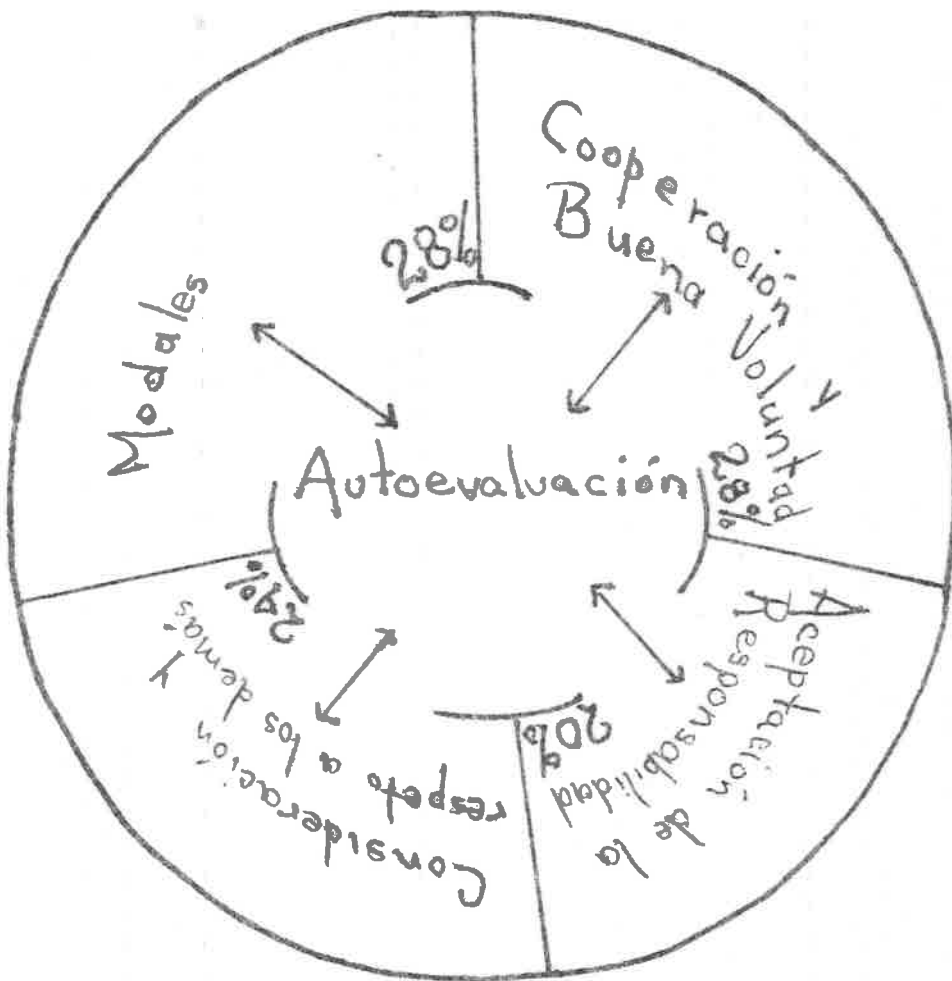 Cooperación y
Buena Voluntad
28%
Aceptación de la
Responsabilidad
20%
Consideración y
respeto a los demás
24%
Modales
28%
Autoevaluación